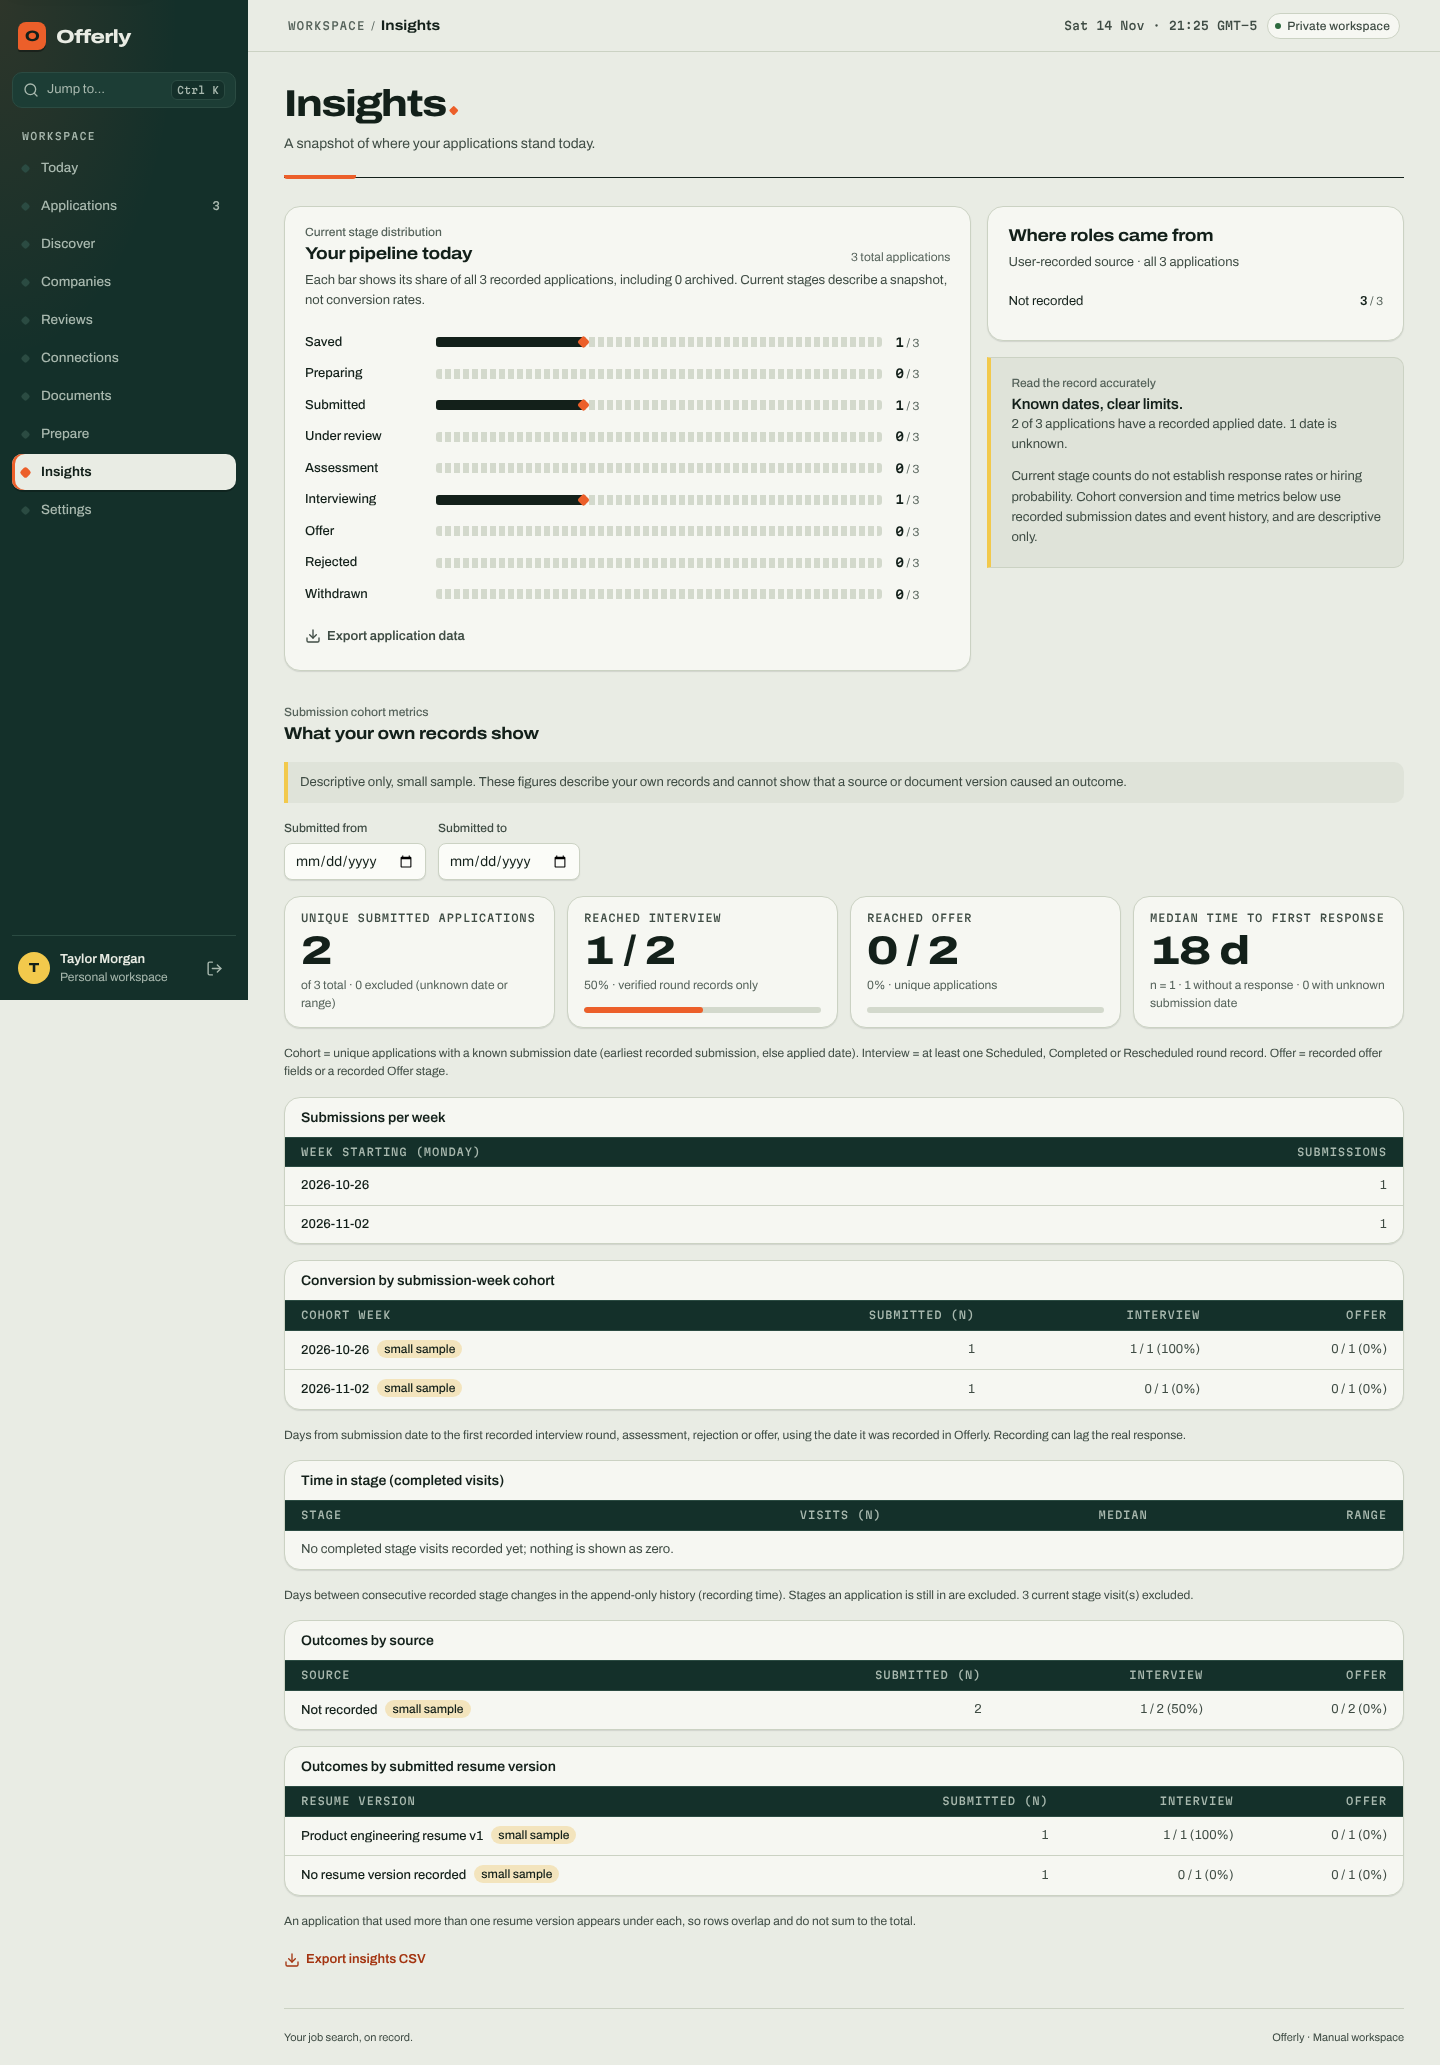 O Offerly
Jump to... Ctrl K
WORKSPACE
Today
Applications 3
Discover
Companies
Reviews
Connections
Documents
Prepare
Insights
Settings
T Taylor Morgan
Personal workspace
WORKSPACE / Insights
Sat 14 Nov · 21:25 GMT-5 Private workspace
Insights
A snapshot of where your applications stand today.
Current stage distribution
Your pipeline today
3 total applications
Each bar shows its share of all 3 recorded applications, including 0 archived. Current stages describe a snapshot,
not conversion rates.
Saved 1 / 3
Preparing 0 / 3
Submitted 1 / 3
Under review 0 / 3
Assessment 0 / 3
Interviewing 1 / 3
Offer 0 / 3
Rejected 0 / 3
Withdrawn 0 / 3
Export application data
Where roles came from
User-recorded source · all 3 applications
Not recorded 3 / 3
Read the record accurately
Known dates, clear limits.
2 of 3 applications have a recorded applied date. 1 date is
unknown.
Current stage counts do not establish response rates or hiring
probability. Cohort conversion and time metrics below use
recorded submission dates and event history, and are descriptive
only.
Submission cohort metrics
What your own records show
Descriptive only, small sample. These figures describe your own records and cannot show that a source or document version caused an outcome.
Submitted from Submitted to
mm/dd/yyyy mm/dd/yyyy
UNIQUE SUBMITTED APPLICATIONS
2
of 3 total · 0 excluded (unknown date or
range)
REACHED INTERVIEW
1 / 2
50% · verified round records only
REACHED OFFER
0 / 2
0% · unique applications
MEDIAN TIME TO FIRST RESPONSE
18 d
n = 1 · 1 without a response · 0 with unknown
submission date
Cohort = unique applications with a known submission date (earliest recorded submission, else applied date). Interview = at least one Scheduled, Completed or Rescheduled round record. Offer = recorded offer
fields or a recorded Offer stage.
Submissions per week
WEEK STARTING (MONDAY) SUBMISSIONS
2026-10-26 1
2026-11-02 1
Conversion by submission-week cohort
COHORT WEEK SUBMITTED (N) INTERVIEW OFFER
2026-10-26 small sample 1 1 / 1 (100%) 0 / 1 (0%)
2026-11-02 small sample 1 0 / 1 (0%) 0 / 1 (0%)
Days from submission date to the first recorded interview round, assessment, rejection or offer, using the date it was recorded in Offerly. Recording can lag the real response.
Time in stage (completed visits)
STAGE VISITS (N) MEDIAN RANGE
No completed stage visits recorded yet; nothing is shown as zero.
Days between consecutive recorded stage changes in the append-only history (recording time). Stages an application is still in are excluded. 3 current stage visit(s) excluded.
Outcomes by source
SOURCE SUBMITTED (N) INTERVIEW OFFER
Not recorded small sample 2 1 / 2 (50%) 0 / 2 (0%)
Outcomes by submitted resume version
RESUME VERSION SUBMITTED (N) INTERVIEW OFFER
Product engineering resume v1 small sample 1 1 / 1 (100%) 0 / 1 (0%)
No resume version recorded small sample 1 0 / 1 (0%) 0 / 1 (0%)
An application that used more than one resume version appears under each, so rows overlap and do not sum to the total.
Export insights CSV
Your job search, on record.
Offerly · Manual workspace